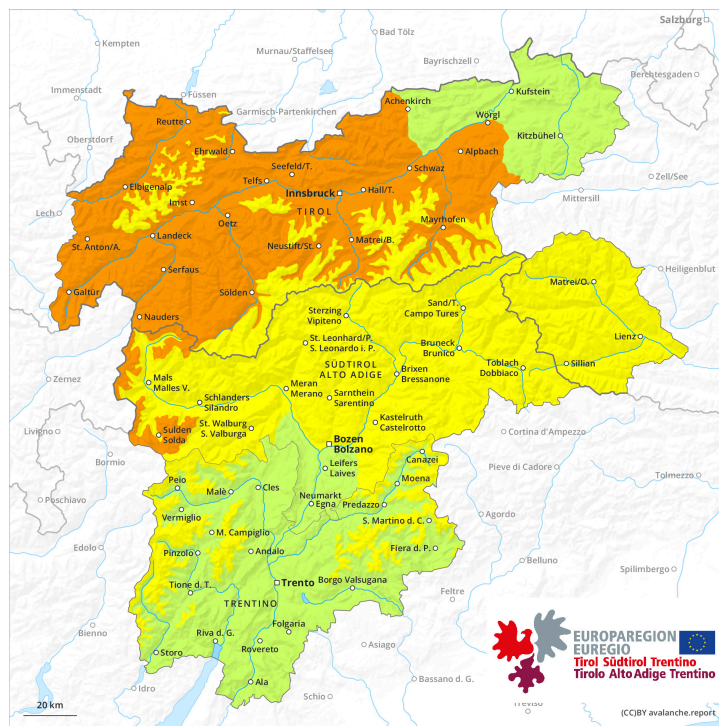 Salzburg
Bad Tölz
Kempten
Murnau/Staffelsee
Bayrischzell
Berchtesgaden
Immenstadt
Füssen
Kufstein
Achenkirch
Garmisch-Partenkirchen
Wörgl
Reutte
Oberstdorf
Kitzbühel
Ehrwald
Alpbach
Seefeld/T.
Schwaz
Zell/See
Telfs
Elbigenalp
Innsbruck
Hall/T.
Mittersill
Imst
Lech
TIROL
Oetz
Mayrhofen
Landeck
St. Anton/A.
Neustift/St.
Matrei/B.
Serfaus
Heiligenblut
Matrei/O.
Galtür
Sölden
Sand/T.
Campo Tures
Nauders
Sterzing
Vipiteno
Lienz
St. Leonhard/P.
S. Leonardo i. P.
Bruneck
Brunico
Toblach
Dobbiaco
Sillian
SÜDTIROL
ALTO ADIGE
Brixen
Bressanone
Zernez
Mals
Malles V.
Meran
Merano
Sarnthein
Sarentino
Schlanders
Silandro
St. Walburg
S. Valburga
Kastelruth
Castelrotto
Livigno
Sulden
Solda
Cortina d'Ampezzo
Bozen
Bolzano
Bormio
Canazei
Pieve di Cadore
Leifers
Laives
Tolmezzo
Peio
Malè
Cles
Moena
Poschiavo
Neumarkt
Egna
Predazzo
Vermiglio
Agordo
S. Martino d. C.
M. Campiglio
Edolo
Pinzolo
Andalo
Fiera d. P.
Belluno
Spilimbergo
Trento
Borgo Valsugana
Tione d. T.
Feltre
TRENTINO
Folgaria
Bienno
Riva d. G.
Rovereto
Asiago
Storo
Bassano d. G.
Ala
Idro
Schio
Treviso
EUROPAREGION
EUREGIO
Tirol Südtirol Trentino
Tirolo Alto Adige Trentino
20 km
(CC)BY avalanche.report